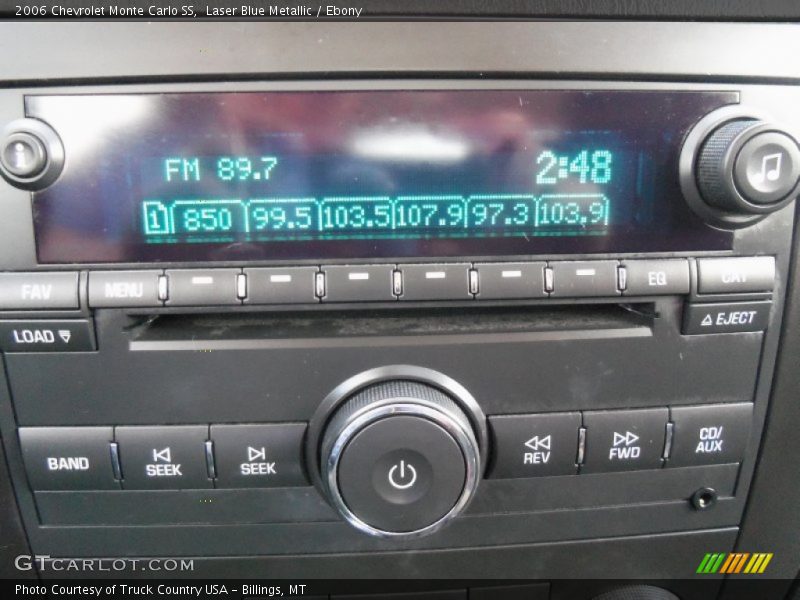 2006 Chevrolet Monte Carlo SS,  Laser Blue Metallic / Ebony
FM 89.7 2:48
1 850 99.5 103.5 107.9 97.3 103.9
FAV MENU EQ CAT
LOAD EJECT
BAND SEEK SEEK REV FWD CD/AUX
GTCARLOT.COM
Photo Courtesy of Truck Country USA - Billings, MT